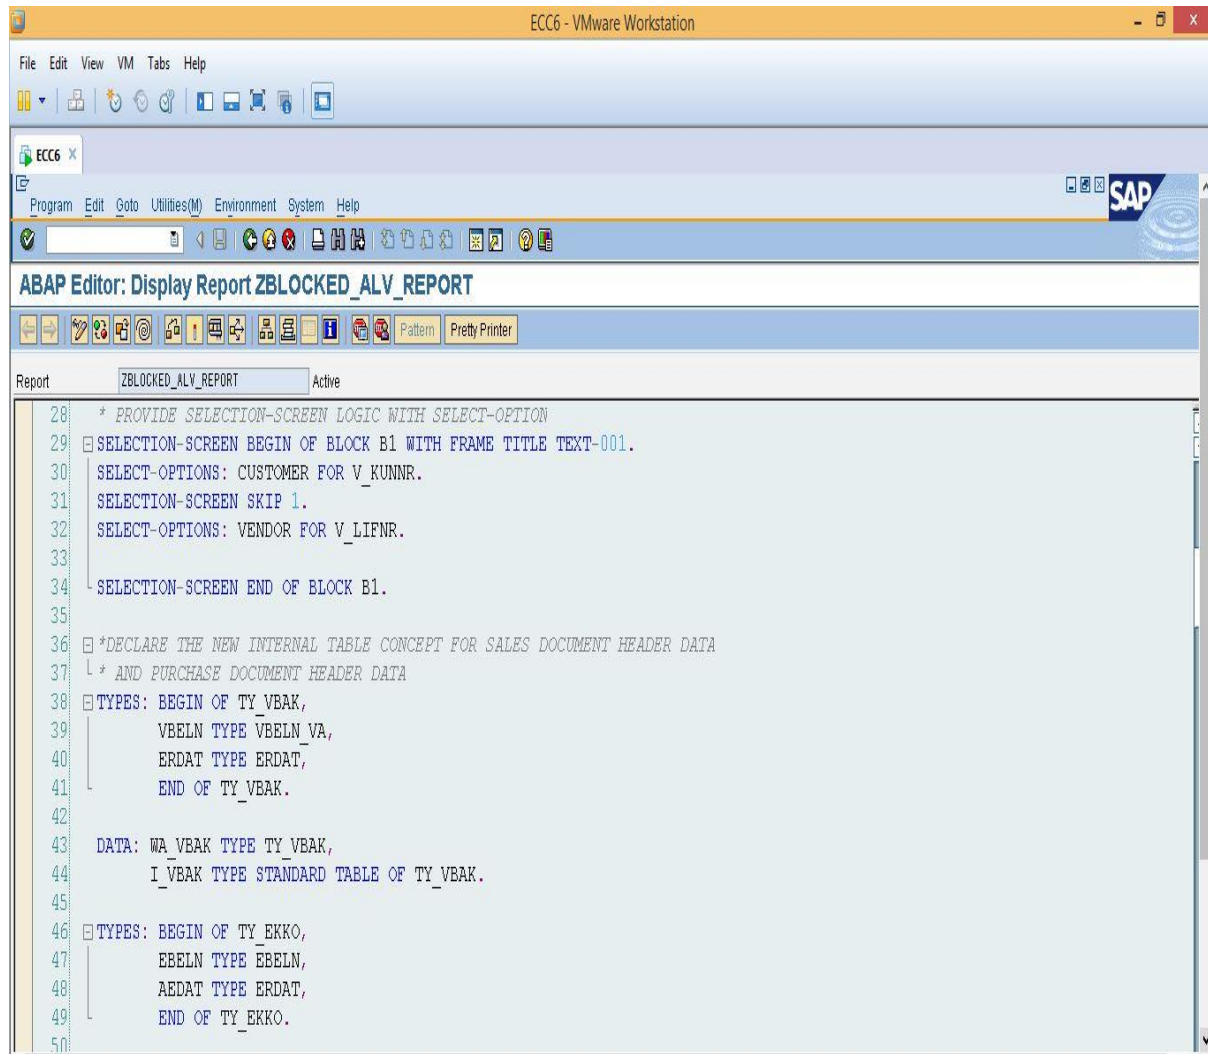 ECC6 - VMware Workstation
File Edit View VM Tabs Help
ECC6
Program Edit Goto Utilities(M) Environment System Help
SAP
ABAP Editor: Display Report ZBLOCKED_ALV_REPORT
Pattern Pretty Printer
Report ZBLOCKED_ALV_REPORT Active
28 * PROVIDE SELECTION-SCREEN LOGIC WITH SELECT-OPTION
29 SELECTION-SCREEN BEGIN OF BLOCK B1 WITH FRAME TITLE TEXT-001.
30 SELECT-OPTIONS: CUSTOMER FOR V_KUNNR.
31 SELECTION-SCREEN SKIP 1.
32 SELECT-OPTIONS: VENDOR FOR V_LIFNR.
33
34 SELECTION-SCREEN END OF BLOCK B1.
35
36 *DECLARE THE NEW INTERNAL TABLE CONCEPT FOR SALES DOCUMENT HEADER DATA
37 * AND PURCHASE DOCUMENT HEADER DATA
38 TYPES: BEGIN OF TY_VBAK,
39 VBELN TYPE VBELN_VA,
40 ERDAT TYPE ERDAT,
41 END OF TY_VBAK.
42
43 DATA: WA_VBAK TYPE TY_VBAK,
44 I_VBAK TYPE STANDARD TABLE OF TY_VBAK.
45
46 TYPES: BEGIN OF TY_EKKO,
47 EBELN TYPE EBELN,
48 AEDAT TYPE ERDAT,
49 END OF TY_EKKO.
50